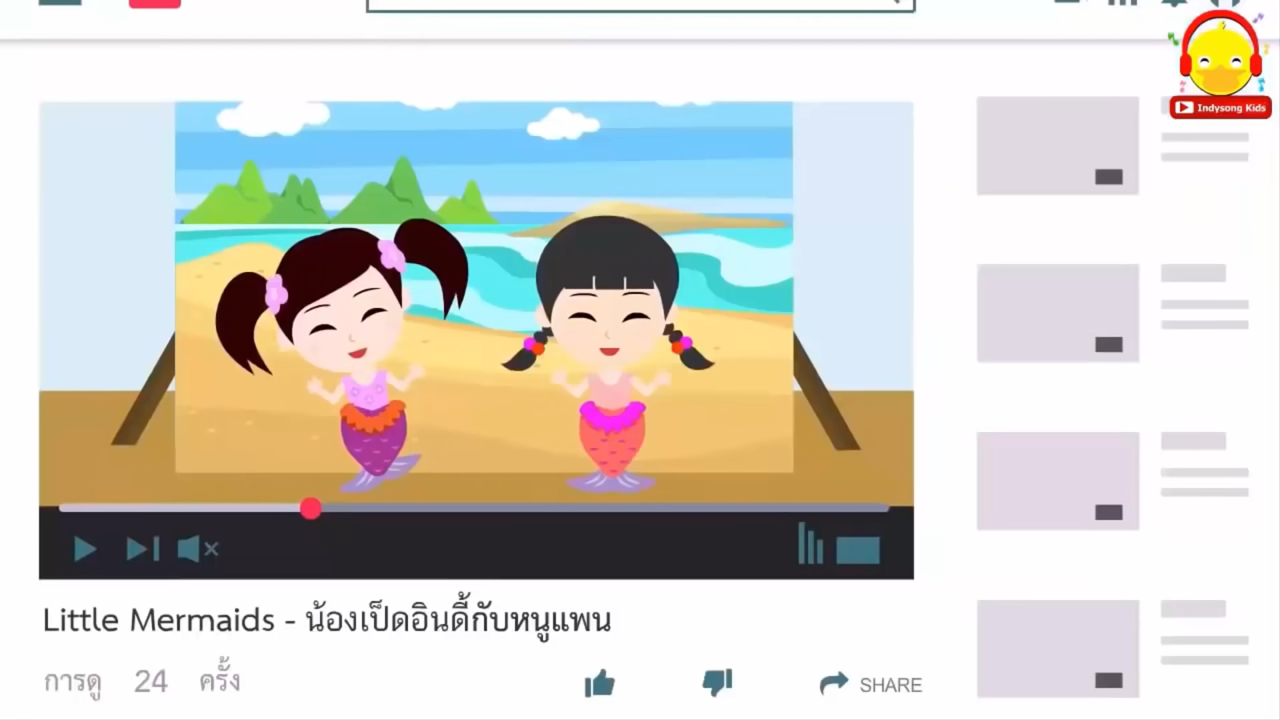 Indysong Kids
Little Mermaids - น้องเป็ดอินดี้กับหนูแพน
การดู 24 ครั้ง
SHARE